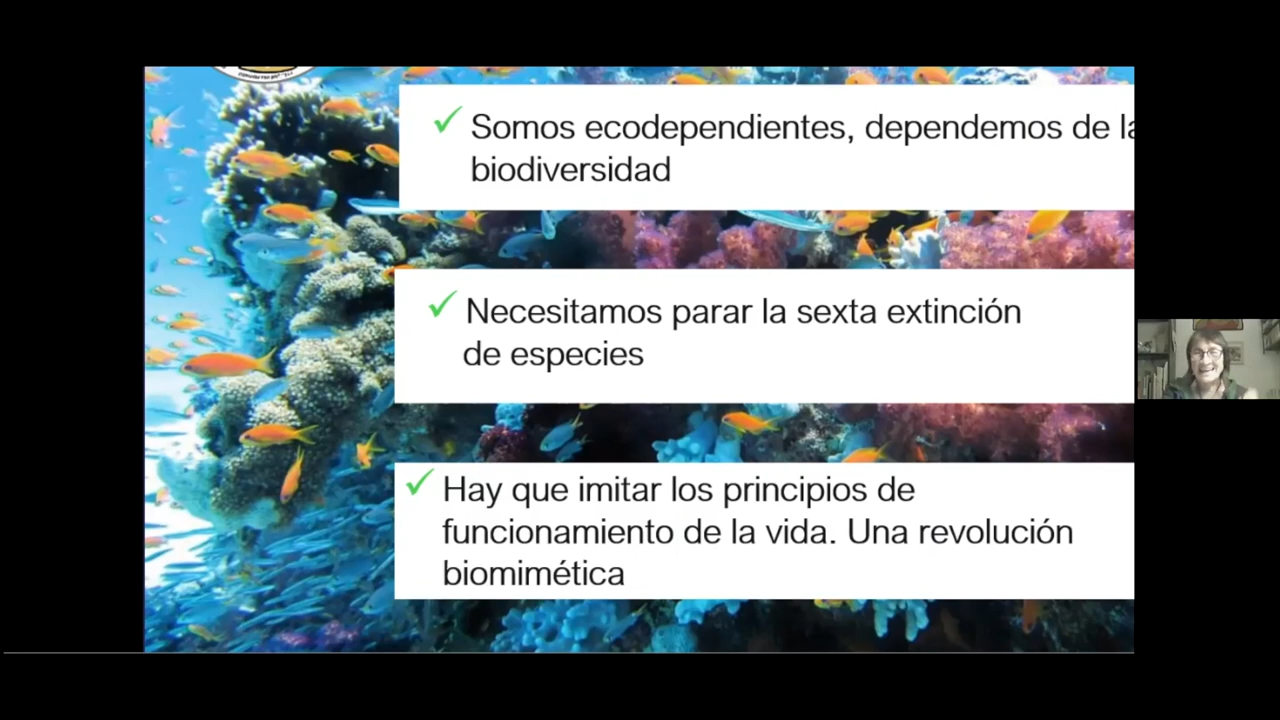 Somos ecodependientes, dependemos de la
biodiversidad
Necesitamos parar la sexta extinción
de especies
Hay que imitar los principios de
funcionamiento de la vida. Una revolución
biomimética